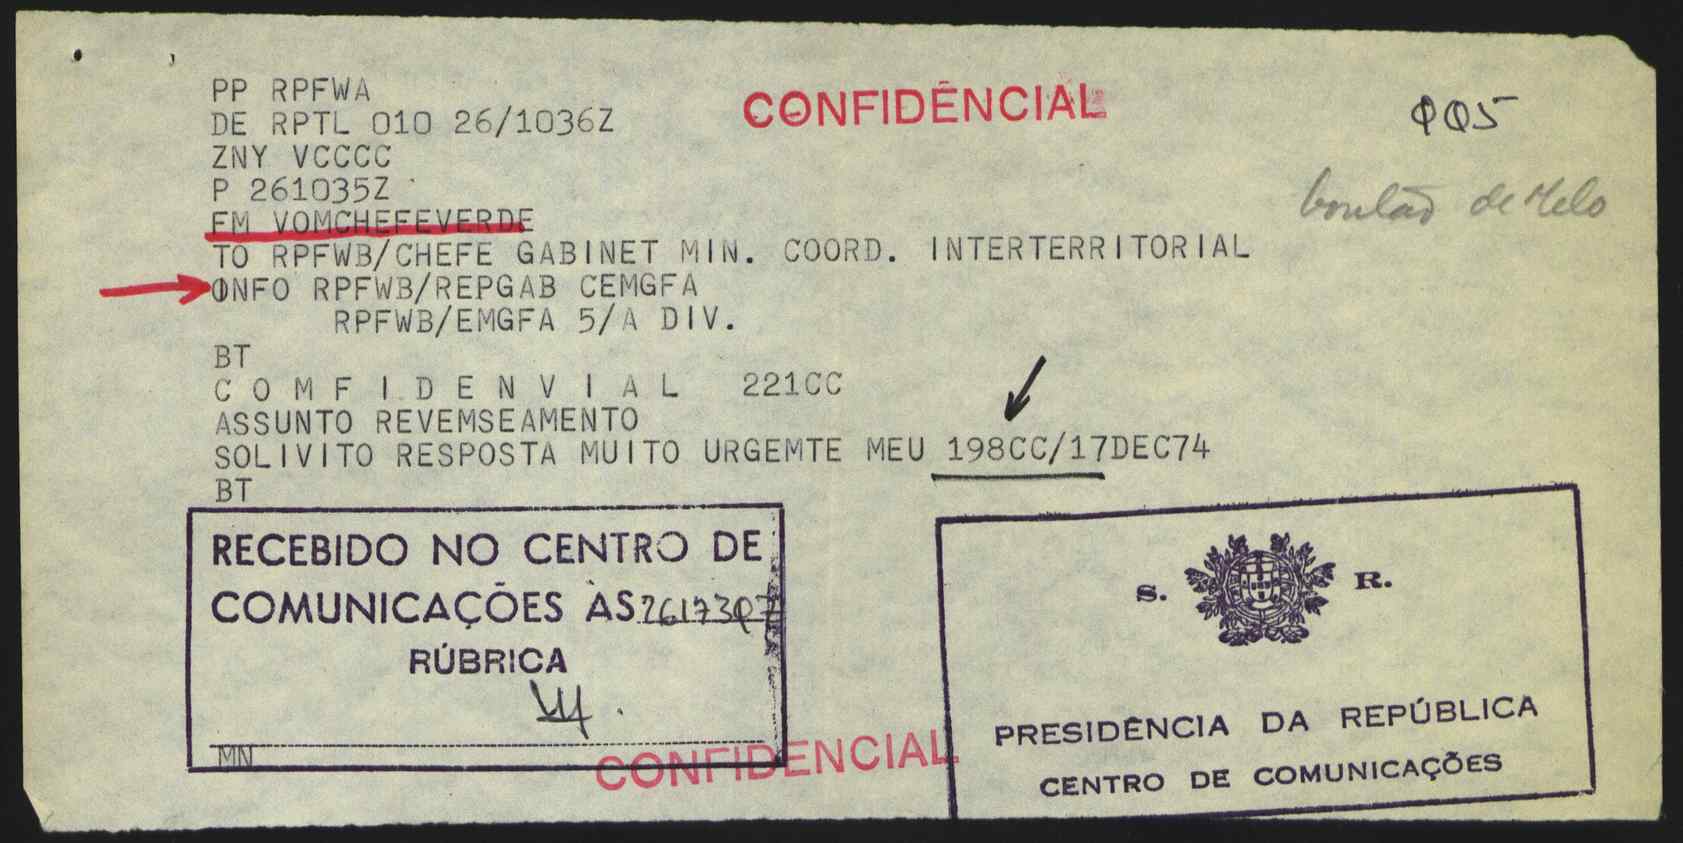 PP RPFWA
CONFIDÊNCIAL
DE RPTL 010 26/1036Z
ZNY VCCCC
P 261035Z
FM VOMCHEFEVERDE
TO RPFWB/CHEFE GABINET MIN. COORD. INTERTERRITORIAL
INFO RPFWB/REPGAB CEMGFA
RPFWB/EMGFA 5/A DIV.
BT
C O M F I D E N V I A L 221CC
ASSUNTO REVEMSEAMENTO
SOLIVITO RESPOSTA MUITO URGEMTE MEU 198CC/17DEC74
BT
RECEBIDO NO CENTRO DE
COMUNICAÇÕES ÀS
RÚBRICA
MN
CONFIDENCIAL
S. R.
PRESIDÊNCIA DA REPÚBLICA
CENTRO DE COMUNICAÇÕES
de Melo